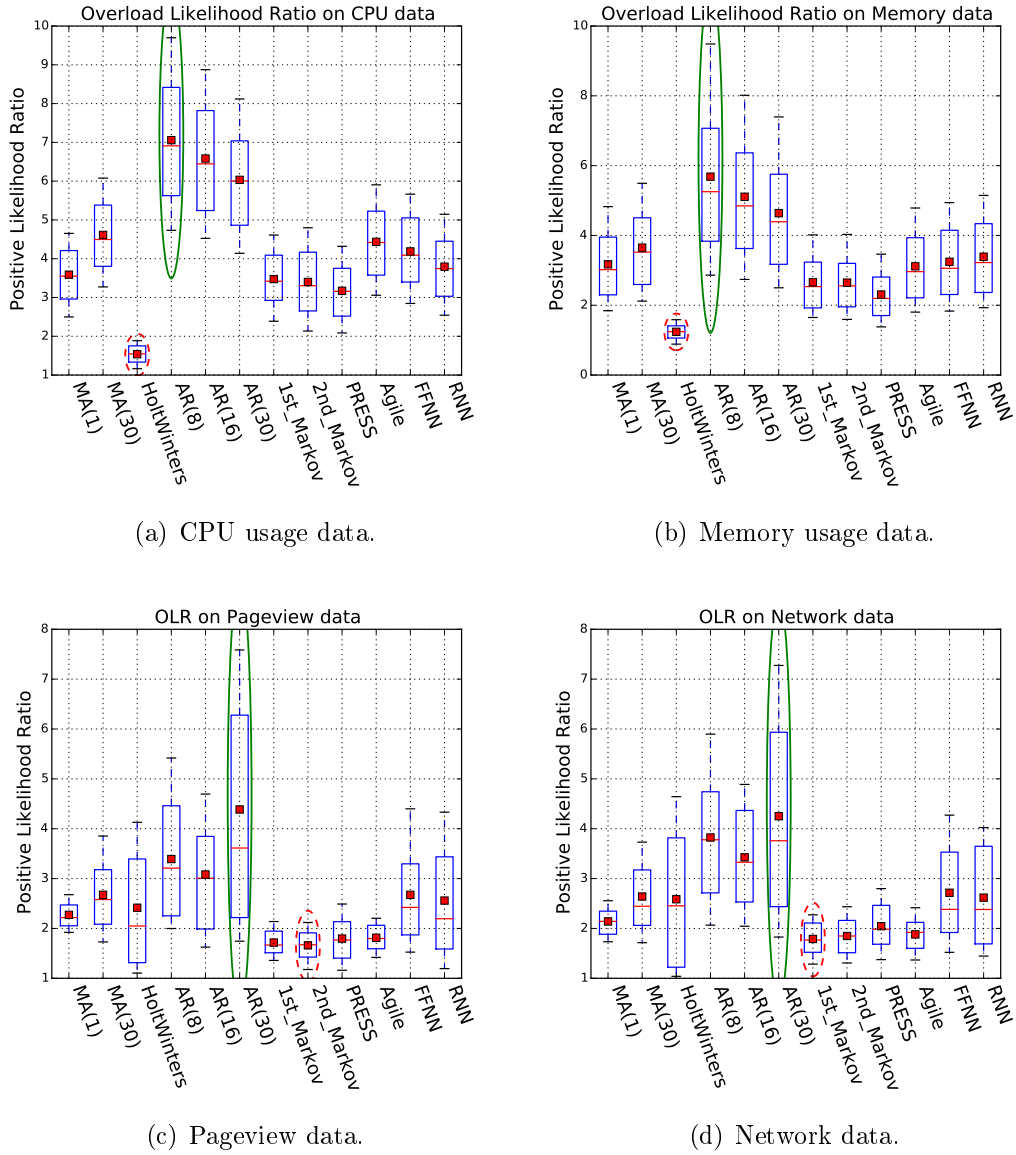 Overload Likelihood Ratio on CPU data
Positive Likelihood Ratio
10
9
8
7
6
5
4
3
2
1
MA(1)
MA(30)
HoltWinters
AR(8)
AR(16)
AR(30)
1st_Markov
2nd_Markov
PRESS
Agile
FFNN
RNN
(a) CPU usage data.
Overload Likelihood Ratio on Memory data
Positive Likelihood Ratio
10
8
6
4
2
0
MA(1)
MA(30)
HoltWinters
AR(8)
AR(16)
AR(30)
1st_Markov
2nd_Markov
PRESS
Agile
FFNN
RNN
(b) Memory usage data.
OLR on Pageview data
Positive Likelihood Ratio
8
7
6
5
4
3
2
1
MA(1)
MA(30)
HoltWinters
AR(8)
AR(16)
AR(30)
1st_Markov
2nd_Markov
PRESS
Agile
FFNN
RNN
(c) Pageview data.
OLR on Network data
Positive Likelihood Ratio
8
7
6
5
4
3
2
1
MA(1)
MA(30)
HoltWinters
AR(8)
AR(16)
AR(30)
1st_Markov
2nd_Markov
PRESS
Agile
FFNN
RNN
(d) Network data.